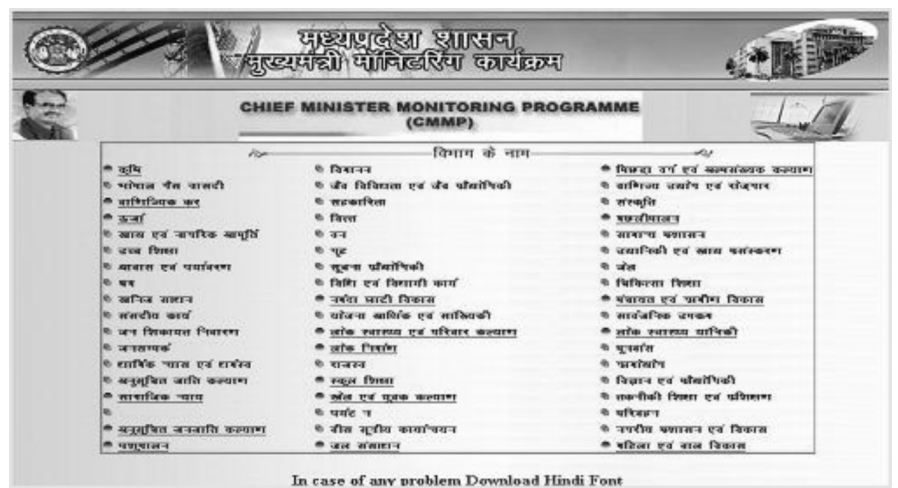 मध्यप्रदेश शासन
मुख्यमंत्री मॉनिटरिंग कार्यक्रम
CHIEF MINISTER MONITORING PROGRAMME
(CMMP)
विभाग के नाम
कृषि विमानन पिछड़ा वर्ग एवं अल्पसंख्यक कल्याण
भोपाल गैस त्रासदी जैव विविधता एवं जैव प्रौद्योगिकी वाणिज्य उद्योग एवं रोजगार
वाणिज्यिक कर सहकारिता संस्कृति
ऊर्जा वित्त मछलीपालन
खाद्य एवं नागरिक आपूर्ति वन सामान्य प्रशासन
उच्च शिक्षा गृह उद्यानिकी एवं खाद्य प्रसंस्करण
आवास एवं पर्यावरण सूचना प्रौद्योगिकी जेल
श्रम विधि एवं विधायी कार्य चिकित्सा शिक्षा
खनिज साधन नर्मदा घाटी विकास पंचायत एवं ग्रामीण विकास
संसदीय कार्य योजना आर्थिक एवं सांख्यिकी सार्वजनिक उपक्रम
जन शिकायत निवारण लोक स्वास्थ्य एवं परिवार कल्याण लोक स्वास्थ्य यांत्रिकी
जनसम्पर्क लोक निर्माण पुनर्वास
धार्मिक न्यास एवं धर्मस्व राजस्व ग्रामोद्योग
अनुसूचित जाति कल्याण स्कूल शिक्षा विज्ञान एवं प्रौद्योगिकी
सामाजिक न्याय खेल एवं युवक कल्याण तकनीकी शिक्षा एवं प्रशिक्षण
पर्यटन परिवहन
अनुसूचित जनजाति कल्याण बीस सूत्रीय कार्यान्वयन नगरीय प्रशासन एवं विकास
पशुपालन जल संसाधन महिला एवं बाल विकास
In case of any problem Download Hindi Font